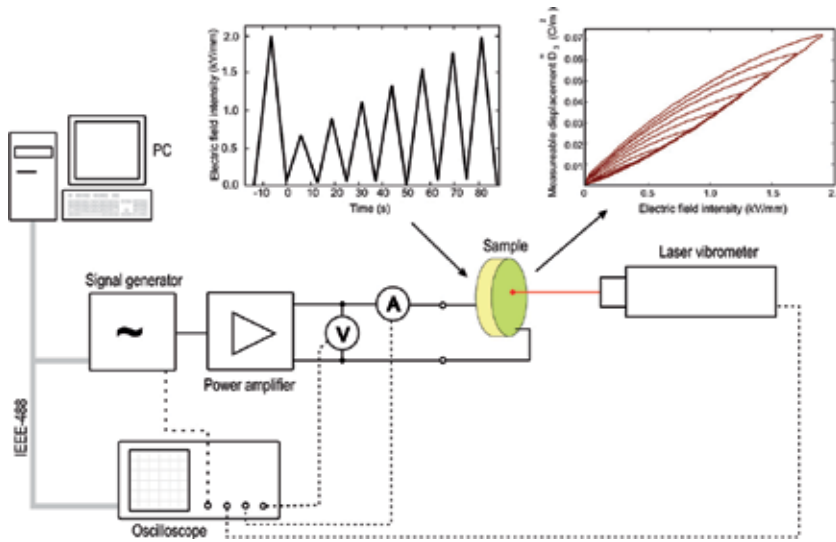 Electric field intensity (kV/mm)
2.0
1.5
1.0
0.5
0.0
-10 0 10 20 30 40 50 60 70 80
Time (s)
Measureable displacement D3 (C/m2)
0.07
0.06
0.05
0.04
0.03
0.02
0.01
0 0.5 1.0 1.5 2.
Electric field intensity (kV/mm)
PC
Sample
Laser vibrometer
Signal generator
~
A
V
Power amplifier
IEEE-488
Oscilloscope